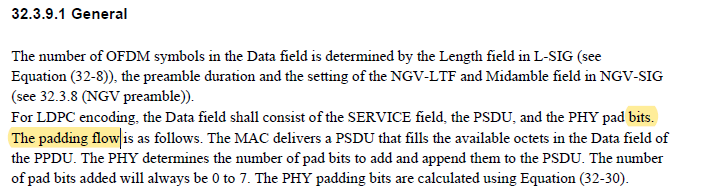 32.3.9.1 General
The number of OFDM symbols in the Data field is determined by the Length field in L-SIG (see
Equation (32-8)), the preamble duration and the setting of the NGV-LTF and Midamble field in NGV-SIG
(see 32.3.8 (NGV preamble)).
For LDPC encoding, the Data field shall consist of the SERVICE field, the PSDU, and the PHY pad bits.
The padding flow is as follows. The MAC delivers a PSDU that fills the available octets in the Data field of
the PPDU. The PHY determines the number of pad bits to add and append them to the PSDU. The number
of pad bits added will always be 0 to 7. The PHY padding bits are calculated using Equation (32-30).